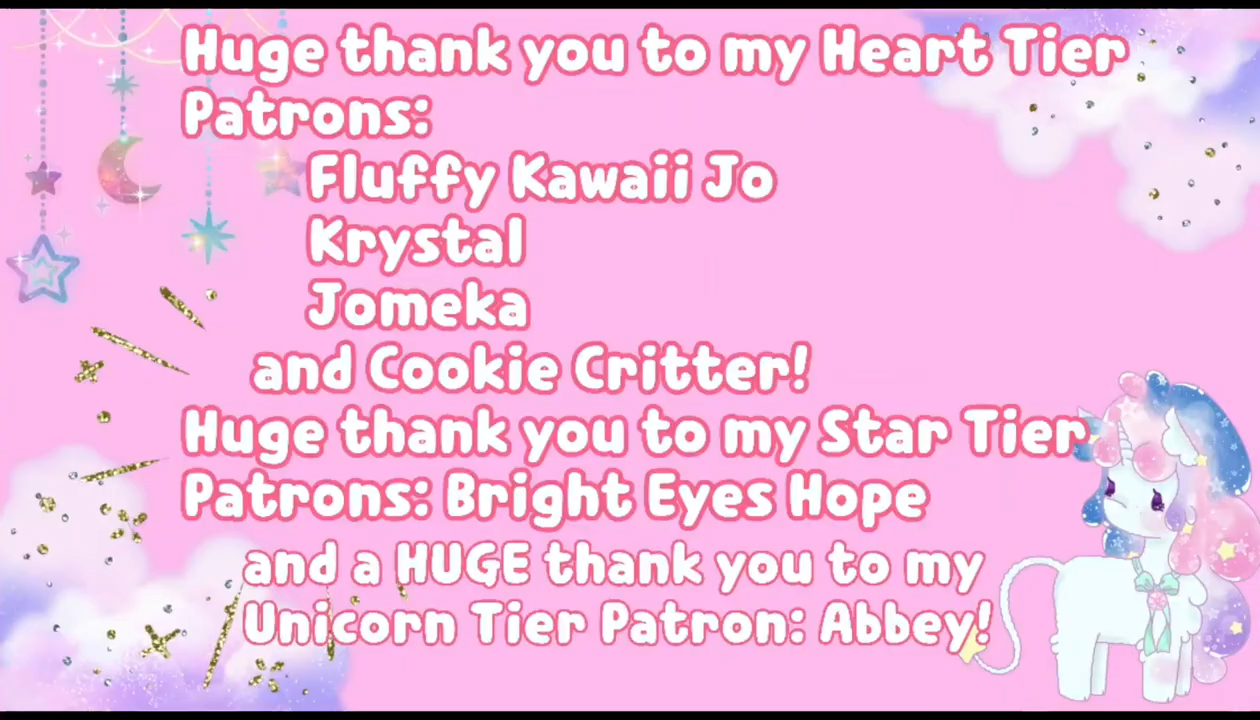 Huge thank you to my Heart Tier
Patrons:
Fluffy Kawaii Jo
Krystal
Jomeka
and Cookie Critter!
Huge thank you to my Star Tier
Patrons: Bright Eyes Hope
and a HUGE thank you to my
Unicorn Tier Patron: Abbey!